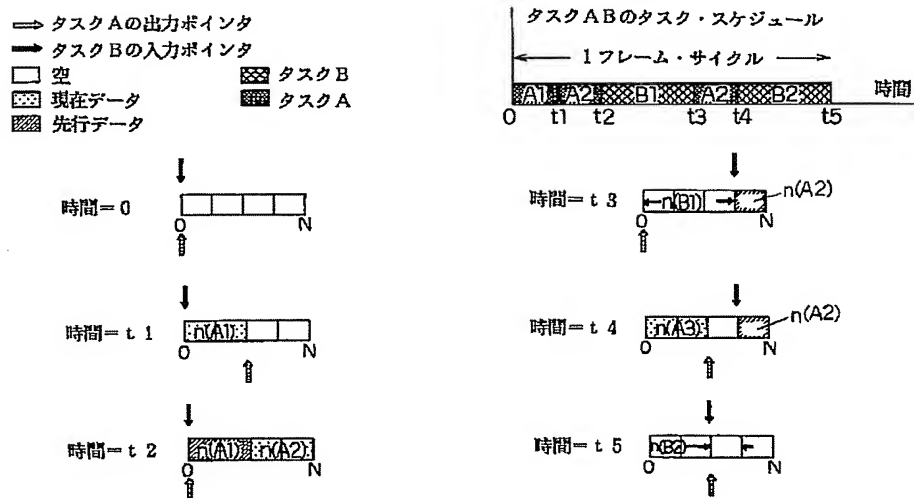 タスクAの出力ポインタ
タスクBの入力ポインタ
空
現在データ
先行データ
タスクB
タスクA
タスクABのタスク・スケジュール
1フレーム・サイクル
A1 A2 B1 A2 B2 時間
0 t1 t2 t3 t4 t5
時間=0
0 N
時間=t 1
n(A1)
0 N
時間=t 2
n(A1) n(A2)
0 N
時間=t 3
n(B1) n(A2)
0 N
時間=t 4
n(A3) n(A2)
0 N
時間=t 5
n(B2)
0 N